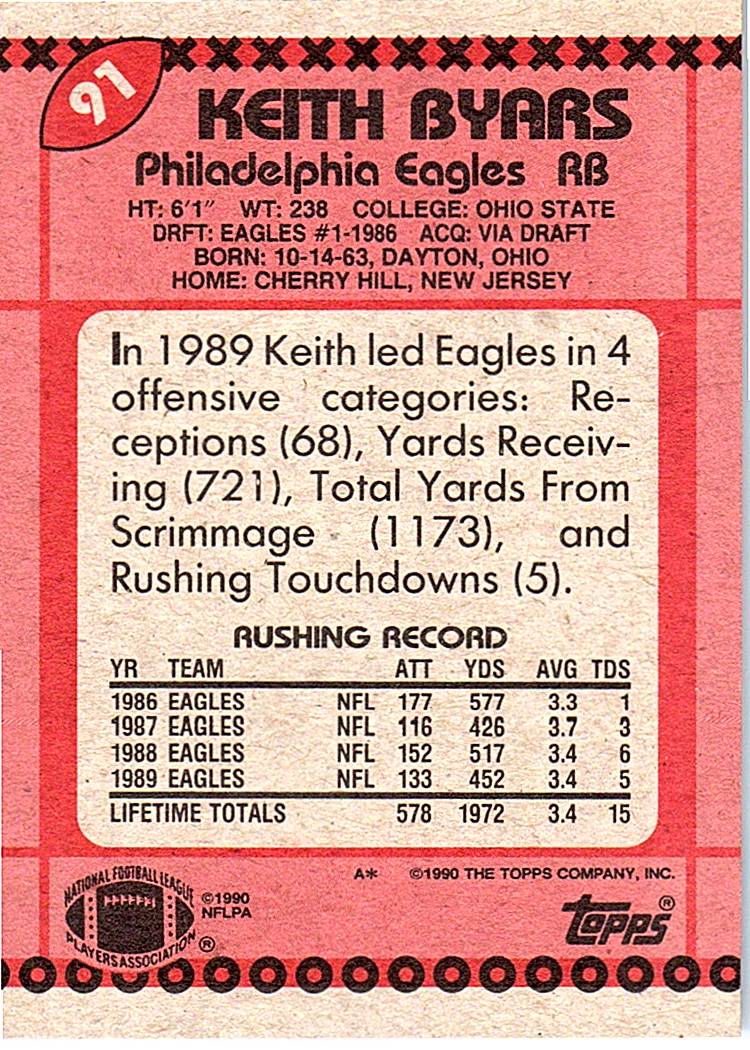 91
KEITH BYARS
Philadelphia Eagles RB
HT: 6'1" WT: 238 COLLEGE: OHIO STATE
DRFT: EAGLES #1-1986 ACQ: VIA DRAFT
BORN: 10-14-63, DAYTON, OHIO
HOME: CHERRY HILL, NEW JERSEY
In 1989 Keith led Eagles in 4
offensive categories: Re-
ceptions (68), Yards Receiv-
ing (721), Total Yards From
Scrimmage (1173), and
Rushing Touchdowns (5).
RUSHING RECORD
YR TEAM ATT YDS AVG TDS
1986 EAGLES NFL 177 577 3.3 1
1987 EAGLES NFL 116 426 3.7 3
1988 EAGLES NFL 152 517 3.4 6
1989 EAGLES NFL 133 452 3.4 5
LIFETIME TOTALS 578 1972 3.4 15
A* ©1990 THE TOPPS COMPANY, INC.
NATIONAL FOOTBALL LEAGUE
PLAYERS ASSOCIATION ®
©1990
NFLPA
topps ®